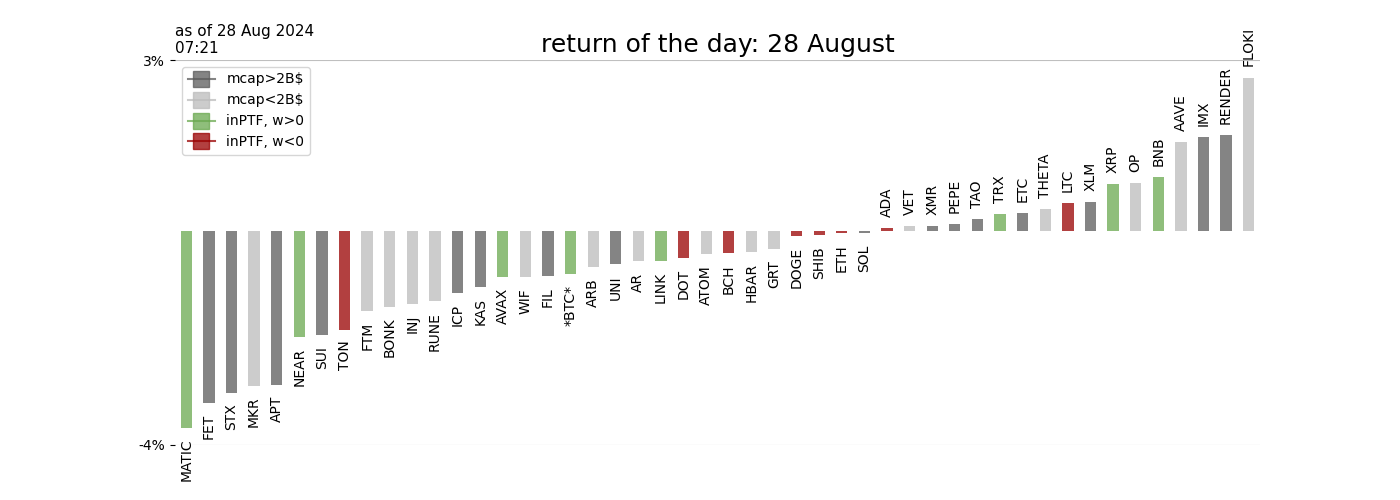 as of 28 Aug 2024
07:21
return of the day: 28 August
3%
-4%
mcap>2B$
mcap<2B$
inPTF, w>0
inPTF, w<0
MATIC
FET
STX
MKR
APT
NEAR
SUI
TON
FTM
BONK
INJ
RUNE
ICP
KAS
AVAX
WIF
FIL
*BTC*
ARB
UNI
AR
LINK
DOT
ATOM
BCH
HBAR
GRT
DOGE
SHIB
ETH
SOL
ADA
VET
XMR
PEPE
TAO
TRX
ETC
THETA
LTC
XLM
XRP
OP
BNB
AAVE
IMX
RENDER
FLOKI